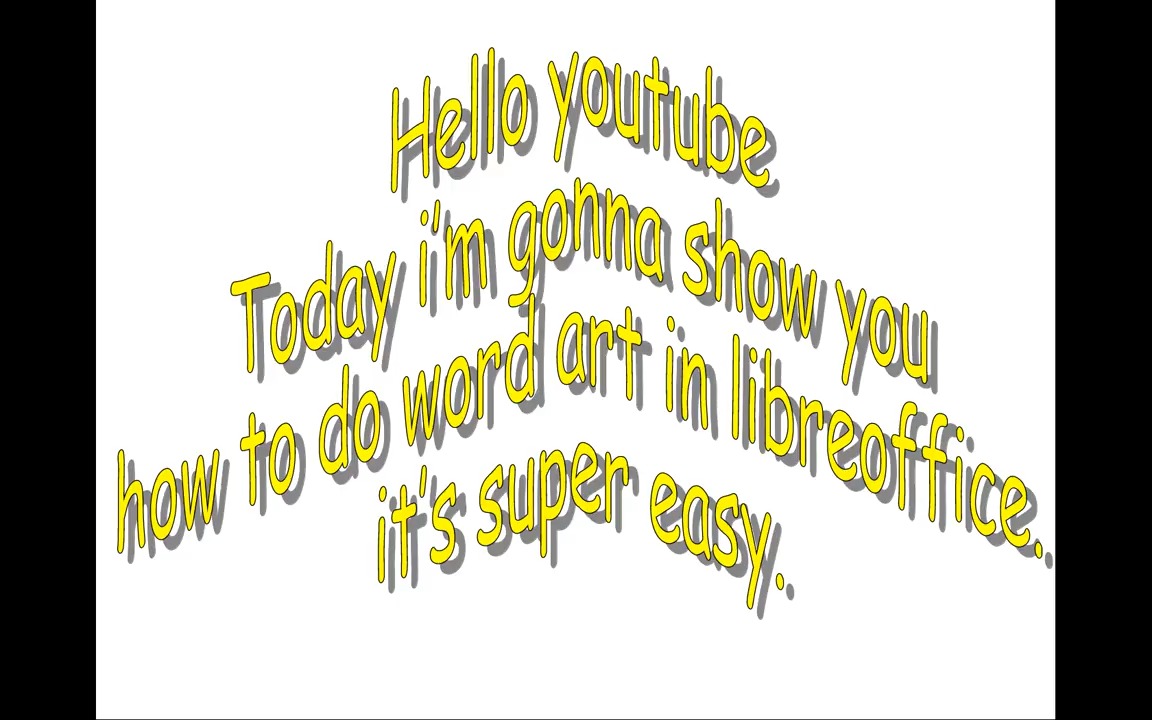 Hello youtube
Today i'm gonna show you
how to do word art in libreoffice.
it's super easy.